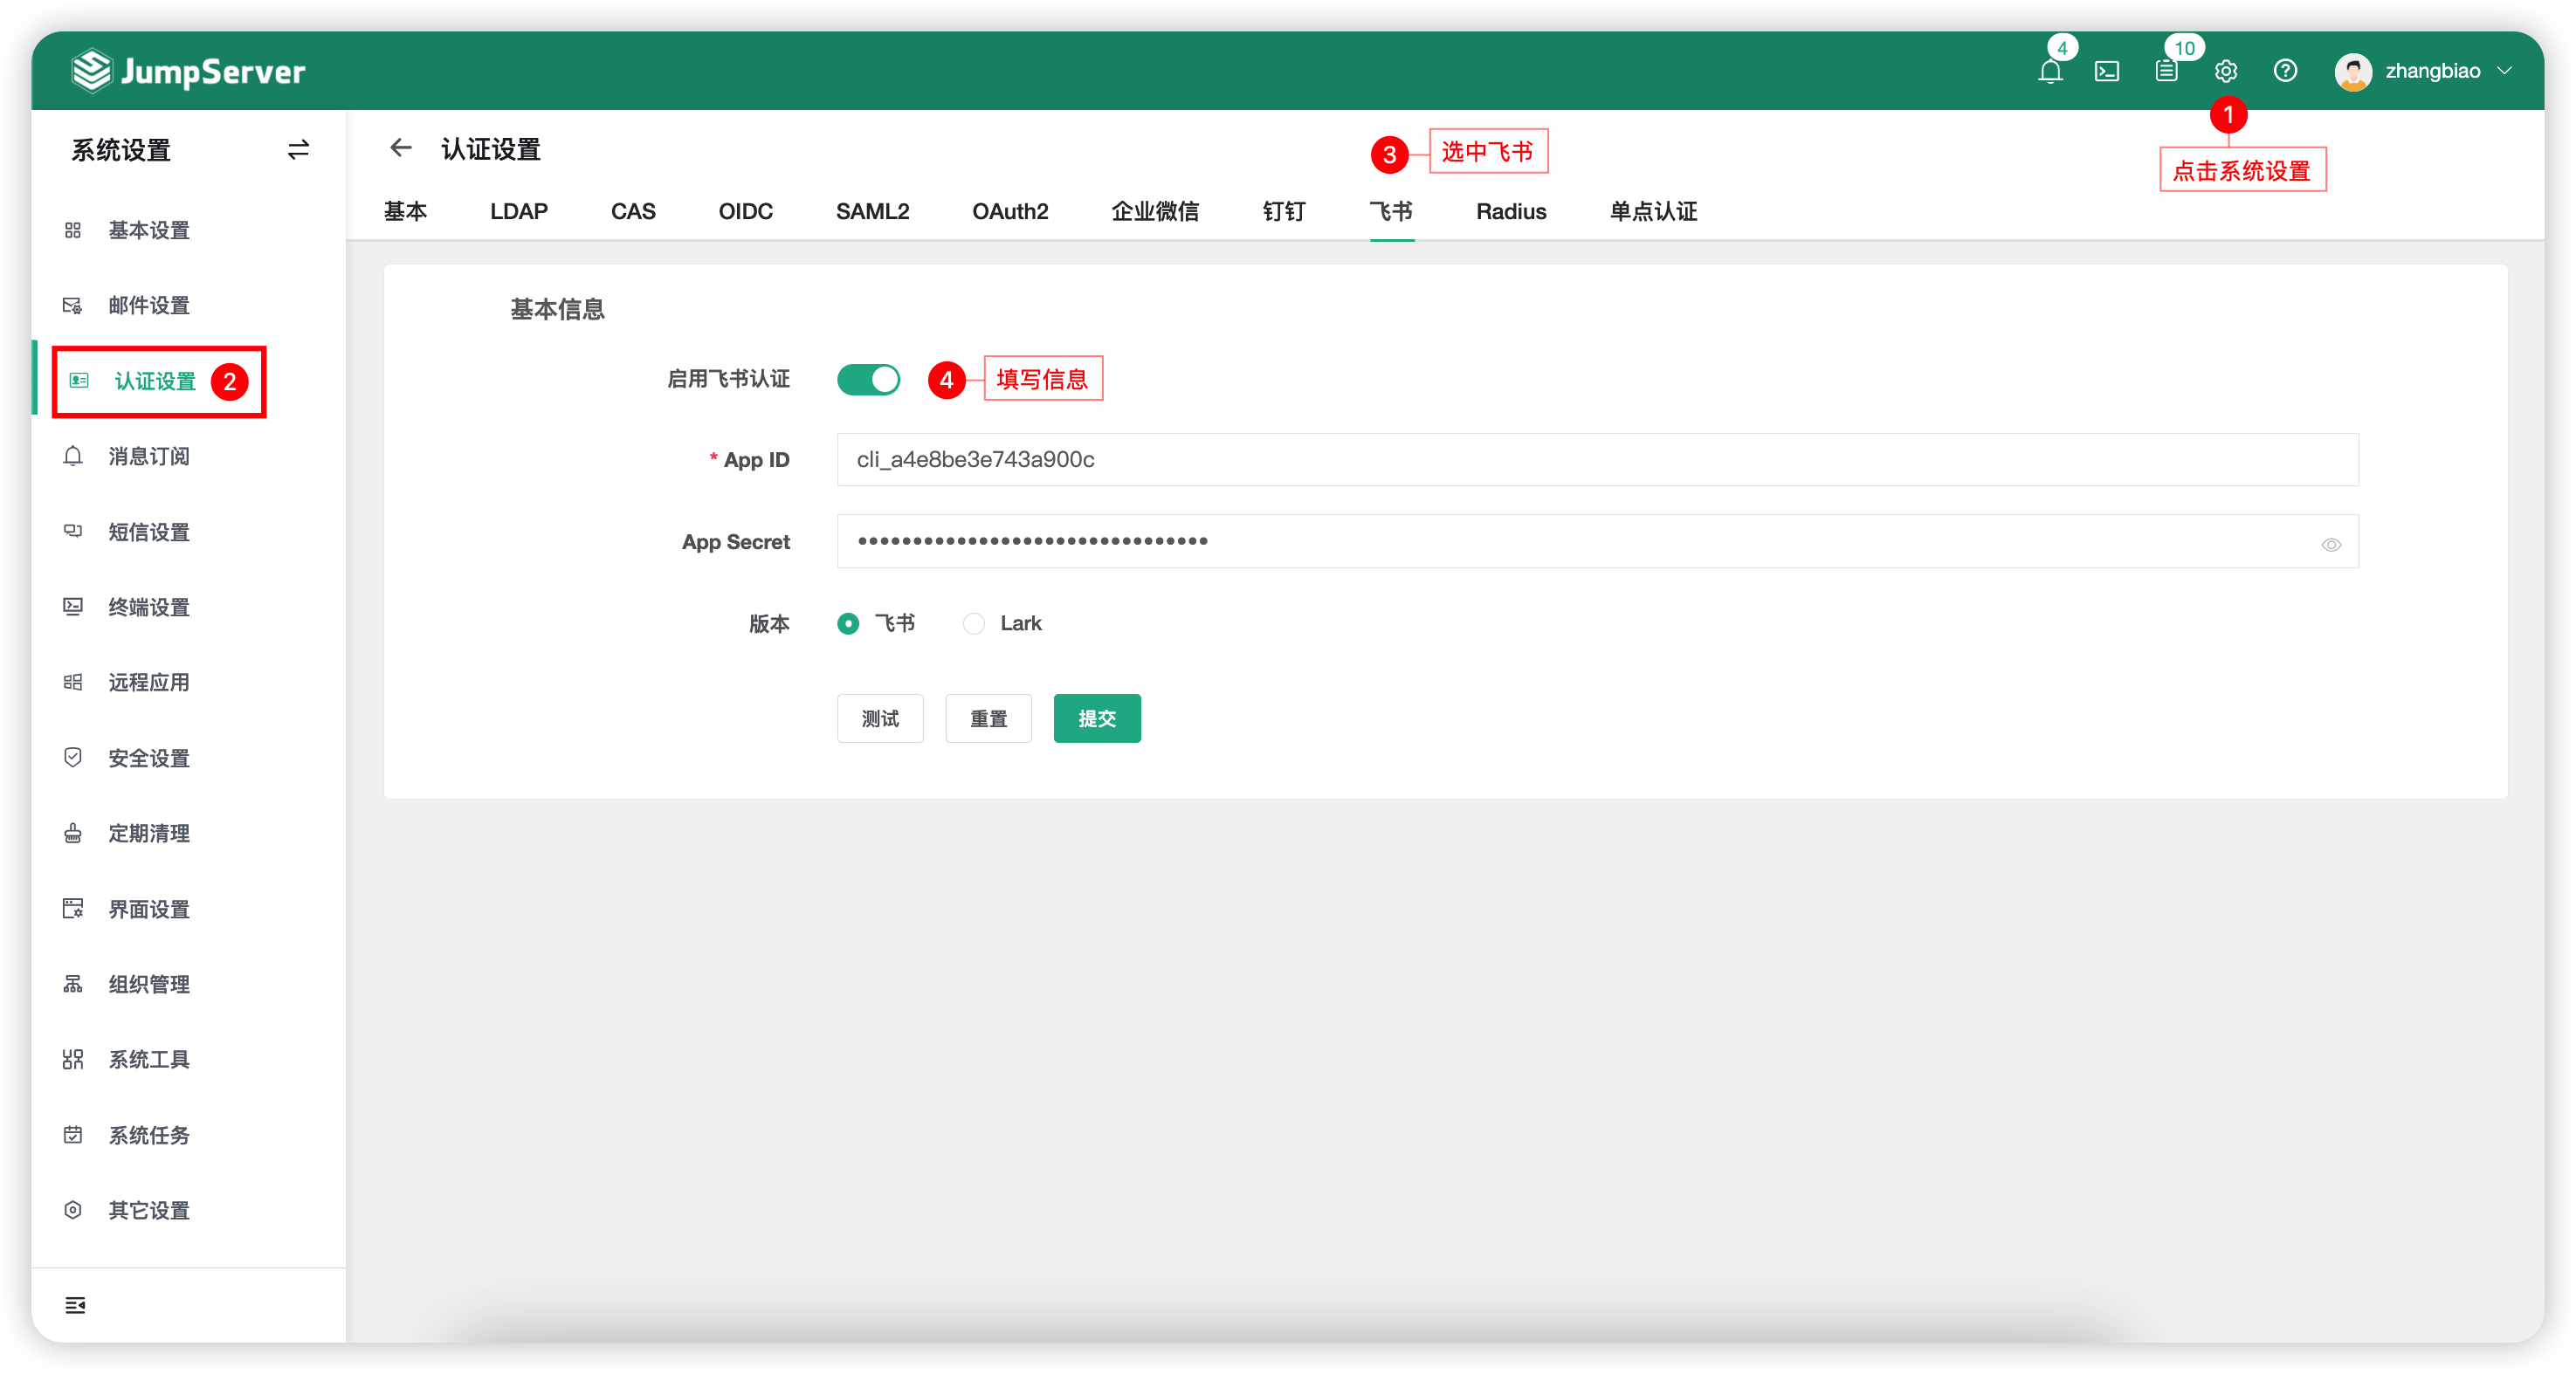 JumpServer
4
10
zhangbiao
1
点击系统设置
系统设置
认证设置
3
选中飞书
基本
LDAP
CAS
OIDC
SAML2
OAuth2
企业微信
钉钉
飞书
Radius
单点认证
基本设置
邮件设置
认证设置
2
消息订阅
短信设置
终端设置
远程应用
安全设置
定期清理
界面设置
组织管理
系统工具
系统任务
其它设置
基本信息
启用飞书认证
4
填写信息
* App ID
cli_a4e8be3e743a900c
App Secret
••••••••••••••••••••••••••••••••
版本
飞书
Lark
测试
重置
提交